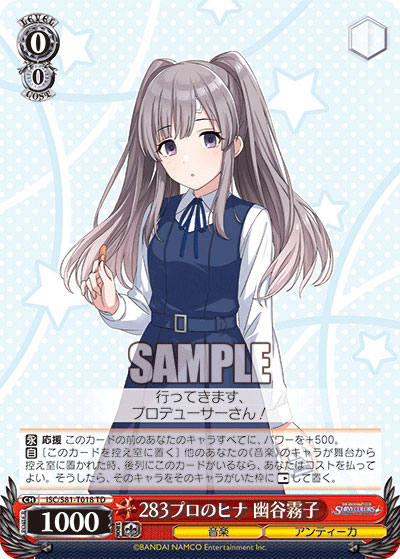 LEVEL
0
0
COST
SAMPLE
行ってきます、
プロデューサーさん！
永 応援 このカードの前のあなたのキャラすべてに、パワーを＋500。
自 ［このカードを控え室に置く］ 他のあなたの《音楽》のキャラが舞台から
控え室に置かれた時、後列にこのカードがいるなら、あなたはコストを払ってよ
い。そうしたら、そのキャラをそのキャラがいた枠にレストして置く。
CH ISC/S81-T018 TD
1000
283プロのヒナ 幽谷霧子
音楽
アンティーカ
©BANDAI NAMCO Entertainment Inc.